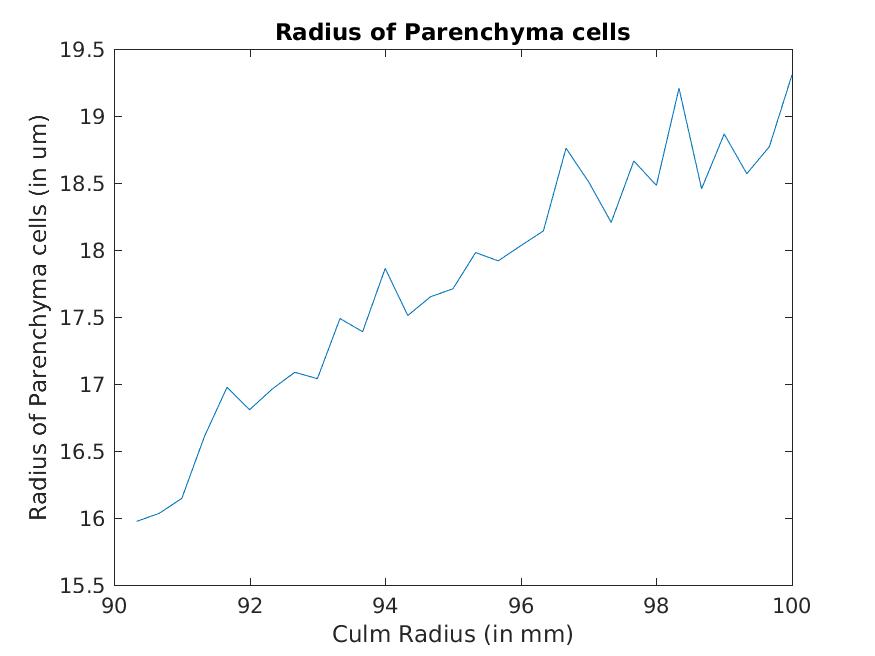 Radius of Parenchyma cells
Radius of Parenchyma cells (in um)
19.5
19
18.5
18
17.5
17
16.5
16
15.5
90 92 94 96 98 100
Culm Radius (in mm)